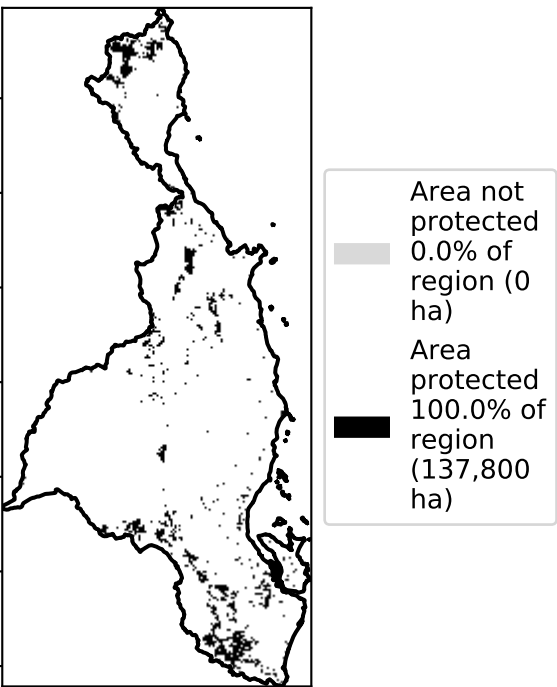 Area not
protected
0.0% of
region (0
ha)
Area
protected
100.0% of
region
(137,800
ha)